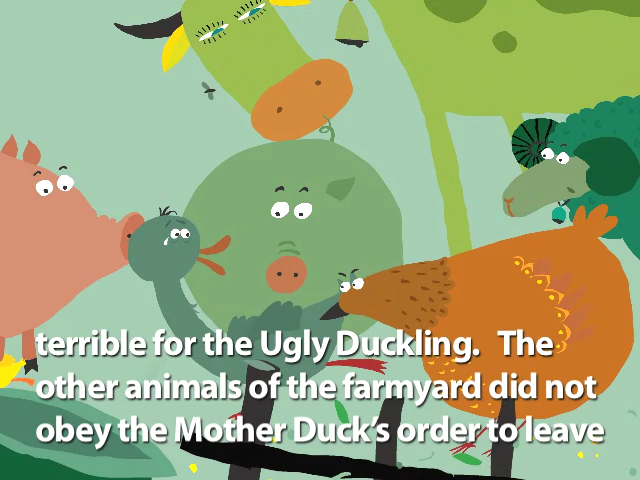 terrible for the Ugly Duckling.   The
other animals of the farmyard did not
obey the Mother Duck's order to leave